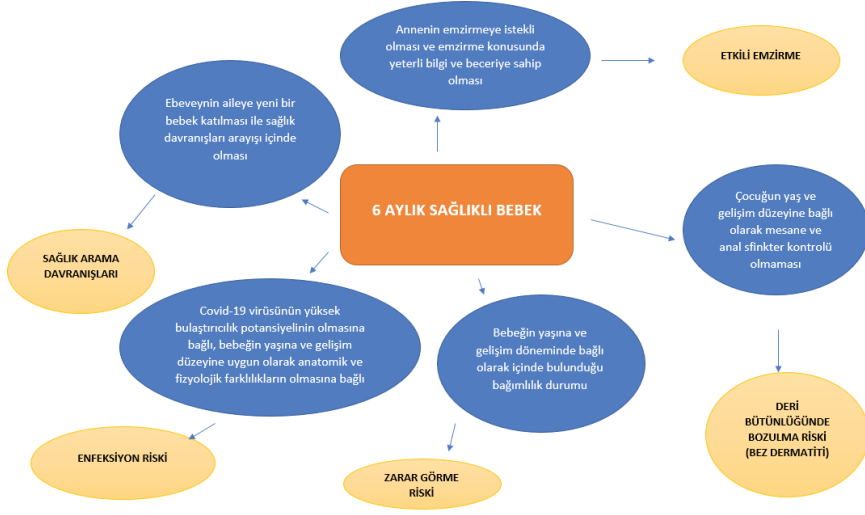 Annenin emzirmeye istekli
olması ve emzirme konusunda
yeterli bilgi ve beceriye sahip
olması
ETKİLİ EMZİRME
Ebeveynin aileye yeni bir
bebek katılması ile sağlık
davranışları arayışı içinde
olması
6 AYLIK SAĞLIKLI BEBEK
Çocuğun yaş ve
gelişim düzeyine bağlı
olarak mesane ve
anal sfinkter kontrolü
olmaması
SAĞLIK ARAMA
DAVRANIŞLARI
Covid-19 virüsünün yüksek
bulaştırıcılık potansiyelinin olmasına
bağlı, bebeğin yaşına ve gelişim
düzeyine uygun olarak anatomik ve
fizyolojik farklılıkların olmasına bağlı
Bebeğin yaşına ve
gelişim döneminde bağlı
olarak içinde bulunduğu
bağımlılık durumu
DERİ
BÜTÜNLÜĞÜNDE
BOZULMA RİSKİ
(BEZ DERMATİTİ)
ENFEKSİYON RİSKİ
ZARAR GÖRME
RİSKİ